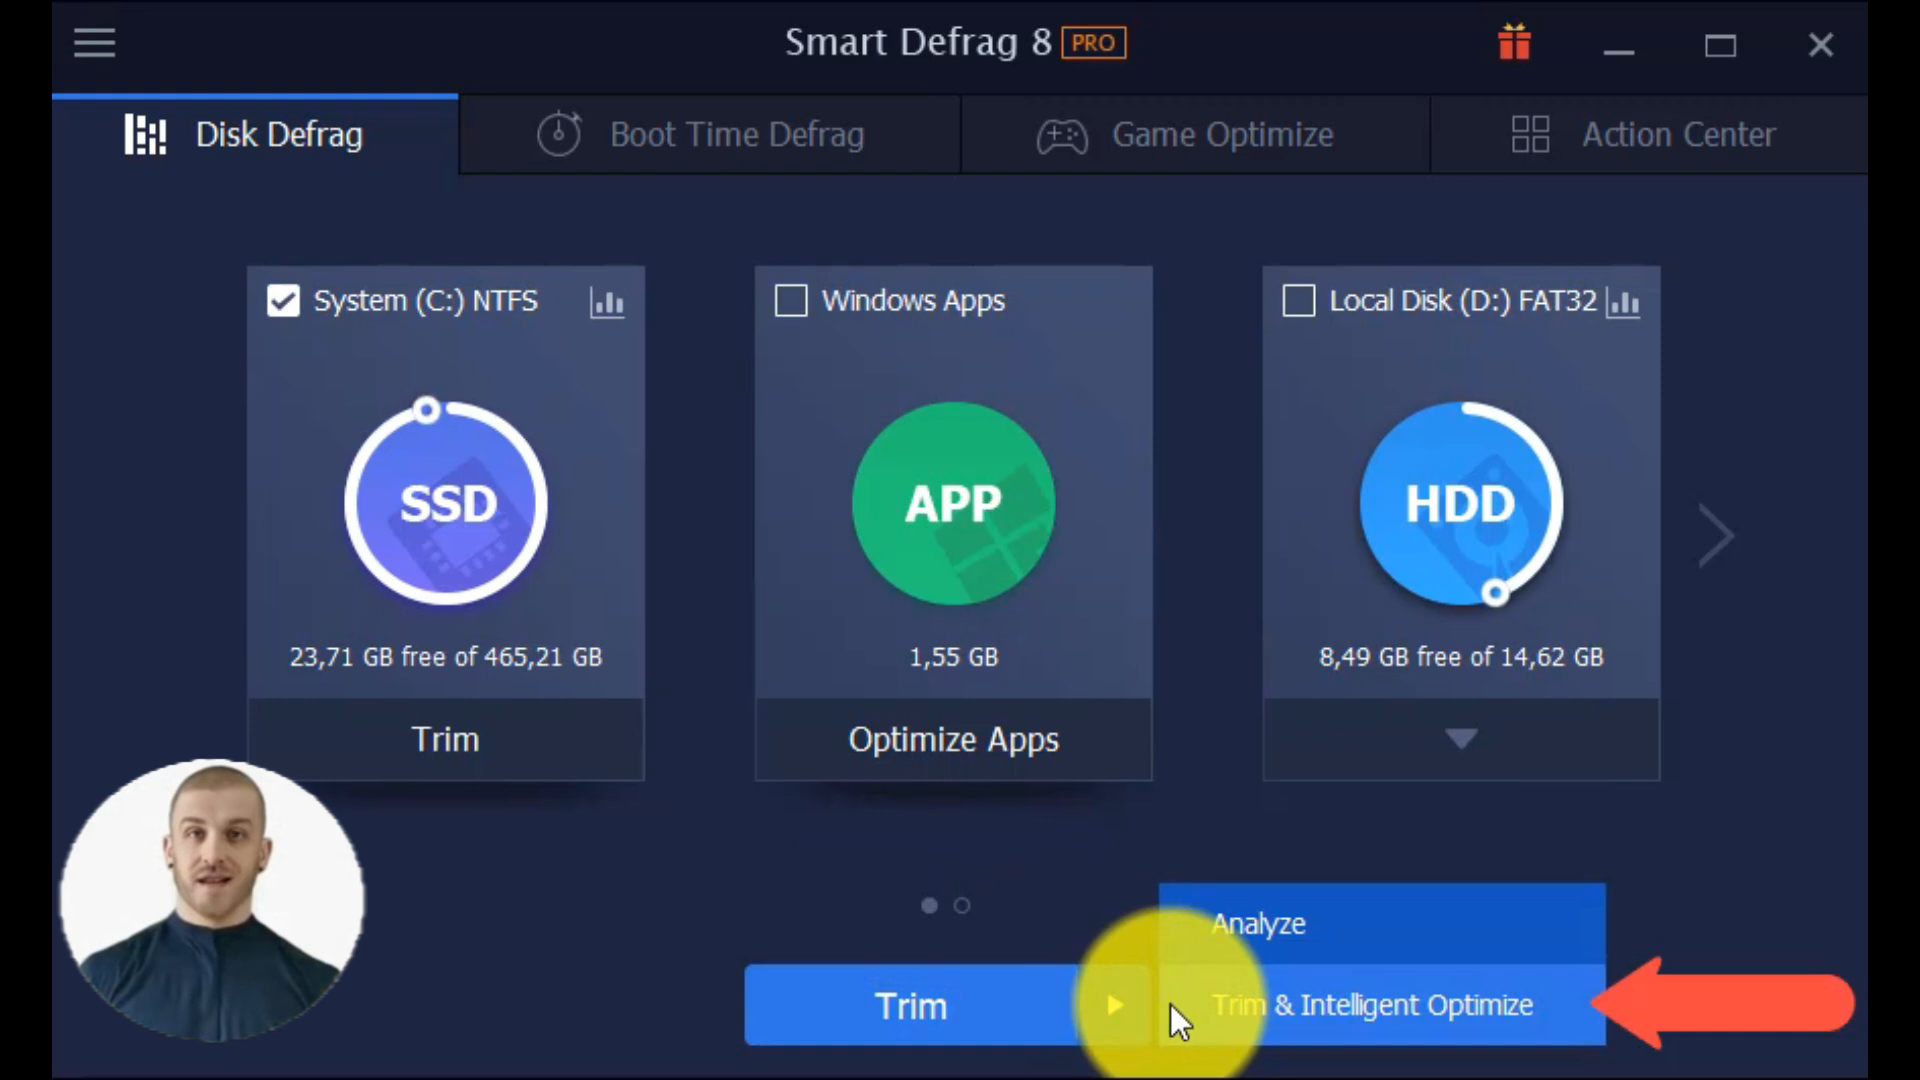 Smart Defrag 8 PRO
Disk Defrag
Boot Time Defrag
Game Optimize
Action Center
System (C:) NTFS
Windows Apps
Local Disk (D:) FAT32
SSD
APP
HDD
23,71 GB free of 465,21 GB
1,55 GB
8,49 GB free of 14,62 GB
Trim
Optimize Apps
Analyze
Trim
Trim & Intelligent Optimize